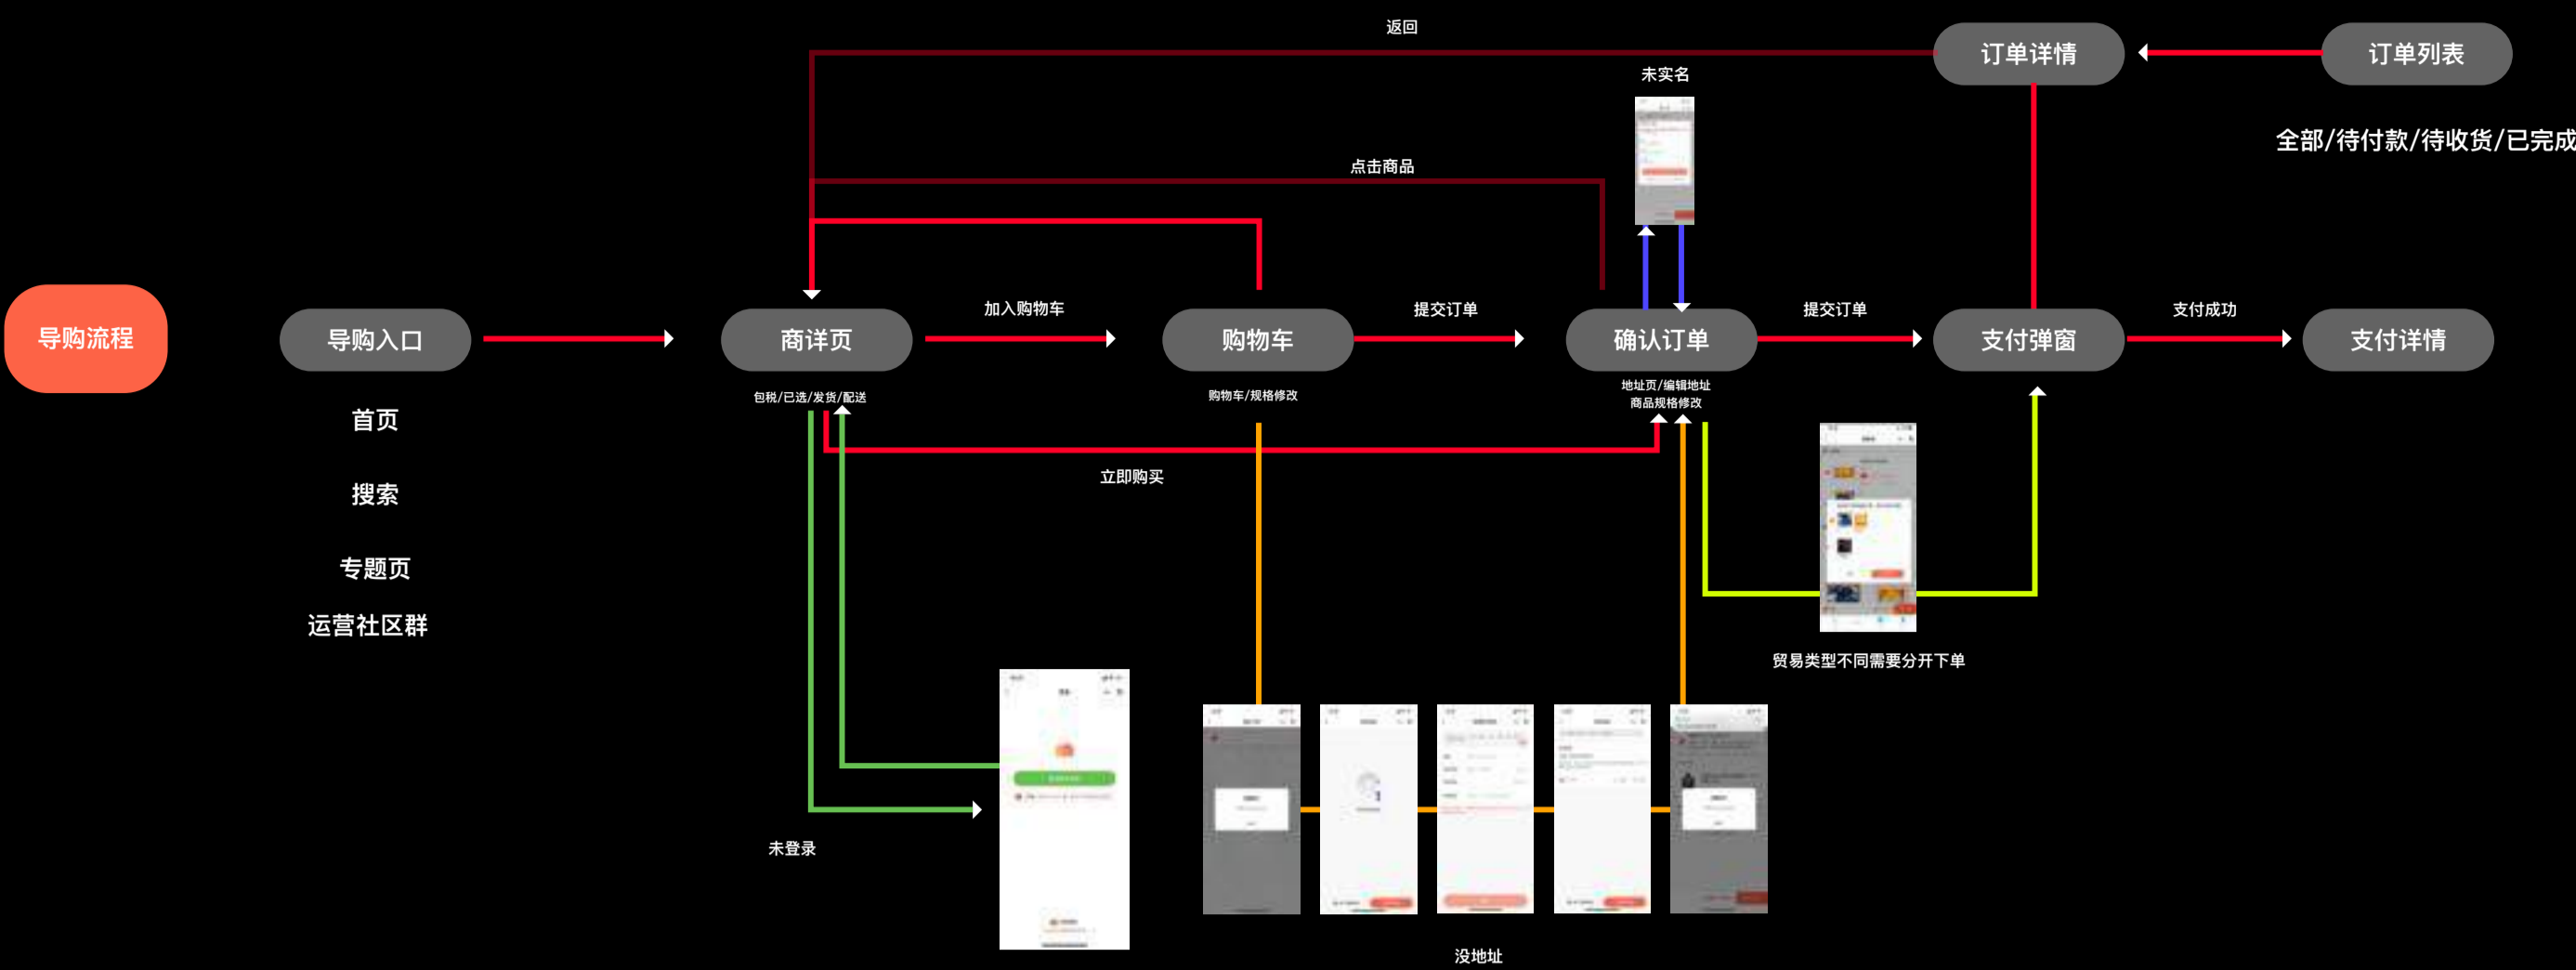 返回
订单详情
订单列表
未实名
全部/待付款/待收货/已完成
点击商品
导购流程
导购入口
商洋页
加入购物车
购物车
提交订单
确认订单
提交订单
支付弹窗
支付成功
支付详情
包税/已选/发货/配送
购物车/规格修改
地址页/编辑地址
商品规格修改
首页
立即购买
搜索
专题页
运营社区群
贸易类型不同需要分开下单
未登录
没地址